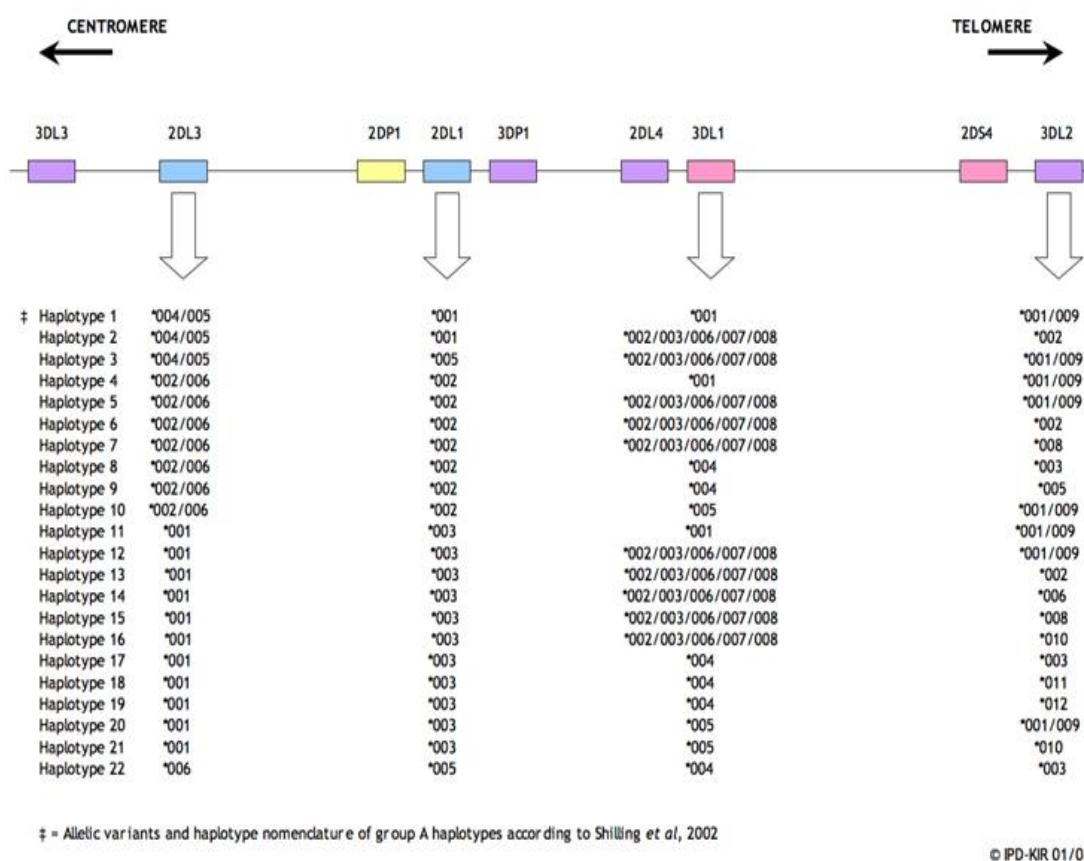 CENTROMERE TELOMERE
3DL3 2DL3 2DP1 2DL1 3DP1 2DL4 3DL1 2DS4 3DL2
‡ Haplotype 1 *004/005 *001 *001 *001/009
Haplotype 2 *004/005 *001 *002/003/006/007/008 *002
Haplotype 3 *004/005 *005 *002/003/006/007/008 *001/009
Haplotype 4 *002/006 *002 *001 *001/009
Haplotype 5 *002/006 *002 *002/003/006/007/008 *001/009
Haplotype 6 *002/006 *002 *002/003/006/007/008 *002
Haplotype 7 *002/006 *002 *002/003/006/007/008 *008
Haplotype 8 *002/006 *002 *004 *003
Haplotype 9 *002/006 *002 *004 *005
Haplotype 10 *002/006 *002 *005 *001/009
Haplotype 11 *001 *003 *001 *001/009
Haplotype 12 *001 *003 *002/003/006/007/008 *001/009
Haplotype 13 *001 *003 *002/003/006/007/008 *002
Haplotype 14 *001 *003 *002/003/006/007/008 *006
Haplotype 15 *001 *003 *002/003/006/007/008 *008
Haplotype 16 *001 *003 *002/003/006/007/008 *010
Haplotype 17 *001 *003 *004 *003
Haplotype 18 *001 *003 *004 *011
Haplotype 19 *001 *003 *004 *012
Haplotype 20 *001 *003 *005 *001/009
Haplotype 21 *001 *003 *005 *010
Haplotype 22 *006 *005 *004 *003
‡ = Allelic variants and haplotype nomenclature of group A haplotypes according to Shilling et al, 2002
© IPD-KIR 01/0